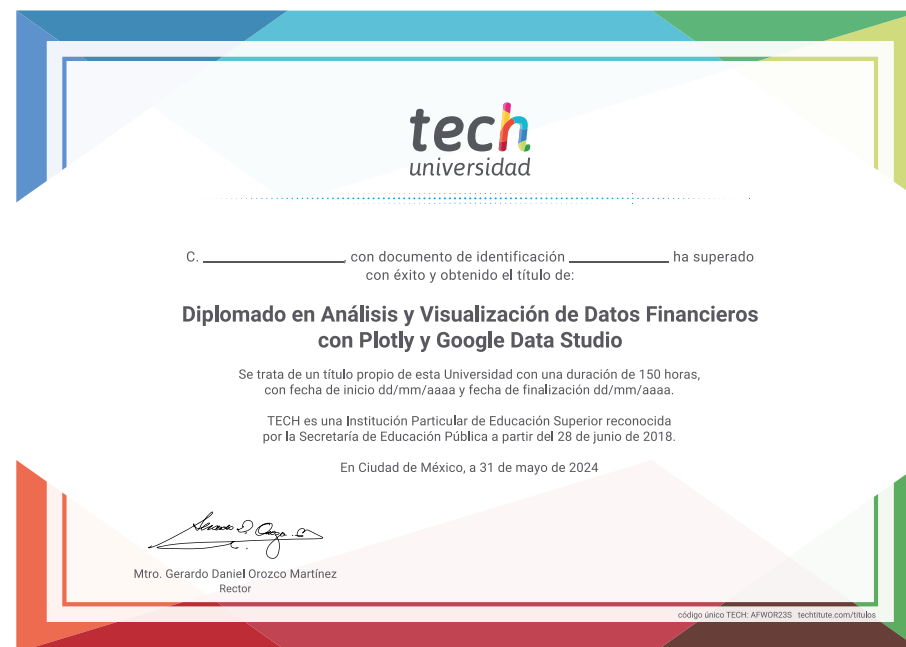 tech
universidad
C. ____________, con documento de identificación ____________ ha superado
con éxito y obtenido el título de:
Diplomado en Análisis y Visualización de Datos Financieros
con Plotly y Google Data Studio
Se trata de un título propio de esta Universidad con una duración de 150 horas,
con fecha de inicio dd/mm/aaaa y fecha de finalización dd/mm/aaaa.
TECH es una Institución Particular de Educación Superior reconocida
por la Secretaría de Educación Pública a partir del 28 de junio de 2018.
En Ciudad de México, a 31 de mayo de 2024
Mtro. Gerardo Daniel Orozco Martínez
Rector
código único TECH: AFWOR23S techtitute.com/titulos